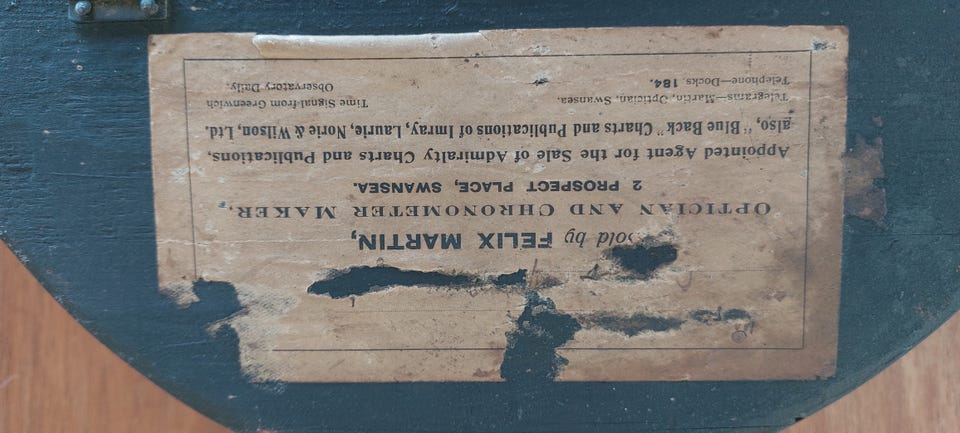 Sold by FELIX MARTIN,
OPTICIAN AND CHRONOMETER MAKER,
2 PROSPECT PLACE, SWANSEA.
Appointed Agent for the Sale of Admiralty Charts and Publications,
also, "Blue Back" Charts and Publications of Imray, Laurie, Norie & Wilson, Ltd.
Telegrams—Martin, Optician, Swansea. Time Signal from Greenwich
Telephone—Docks. 184. Observatory Daily.